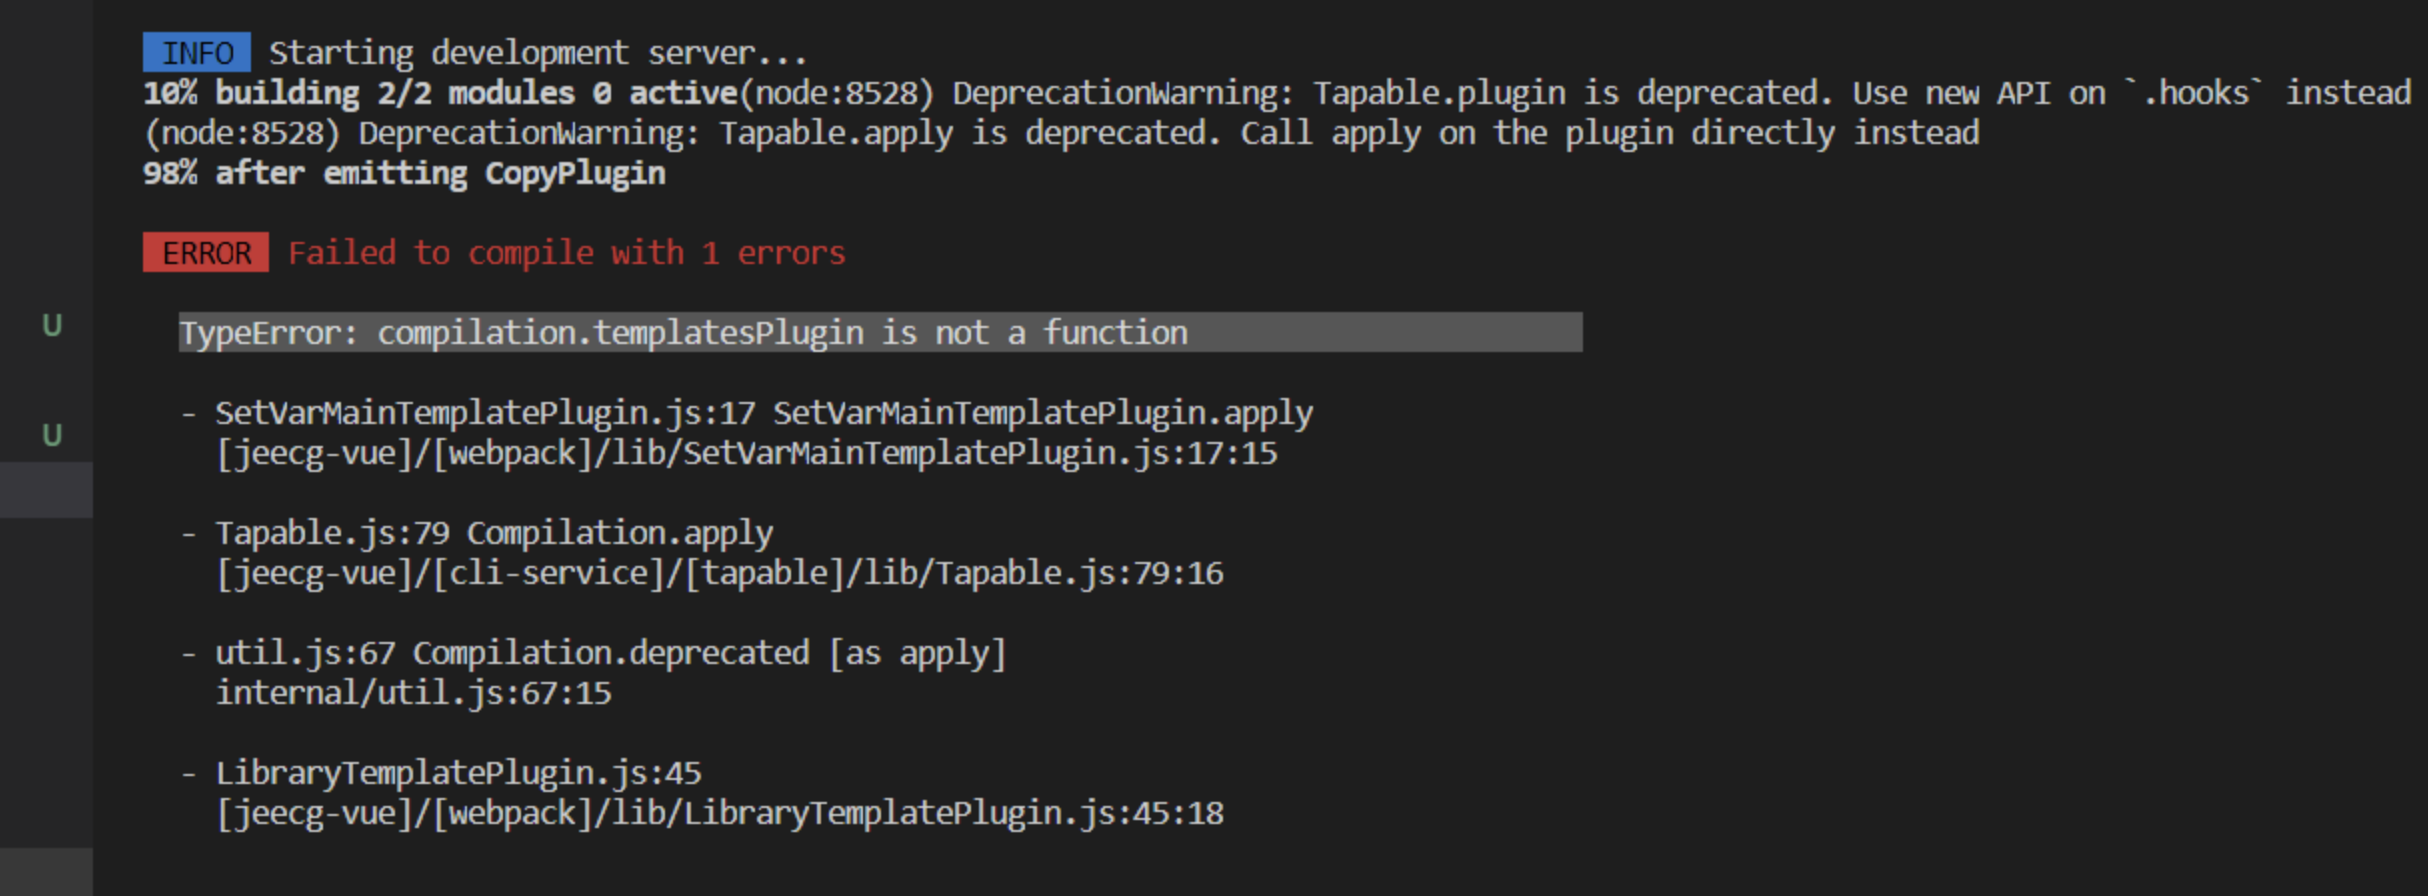 INFO Starting development server...
10% building 2/2 modules 0 active(node:8528) DeprecationWarning: Tapable.plugin is deprecated. Use new API on `.hooks` instead
(node:8528) DeprecationWarning: Tapable.apply is deprecated. Call apply on the plugin directly instead
98% after emitting CopyPlugin
ERROR Failed to compile with 1 errors
TypeError: compilation.templatesPlugin is not a function
U
- SetVarMainTemplatePlugin.js:17 SetVarMainTemplatePlugin.apply
U
[jeecg-vue]/[webpack]/lib/SetVarMainTemplatePlugin.js:17:15
- Tapable.js:79 Compilation.apply
[jeecg-vue]/[cli-service]/[tapable]/lib/Tapable.js:79:16
- util.js:67 Compilation.deprecated [as apply]
internal/util.js:67:15
- LibraryTemplatePlugin.js:45
[jeecg-vue]/[webpack]/lib/LibraryTemplatePlugin.js:45:18